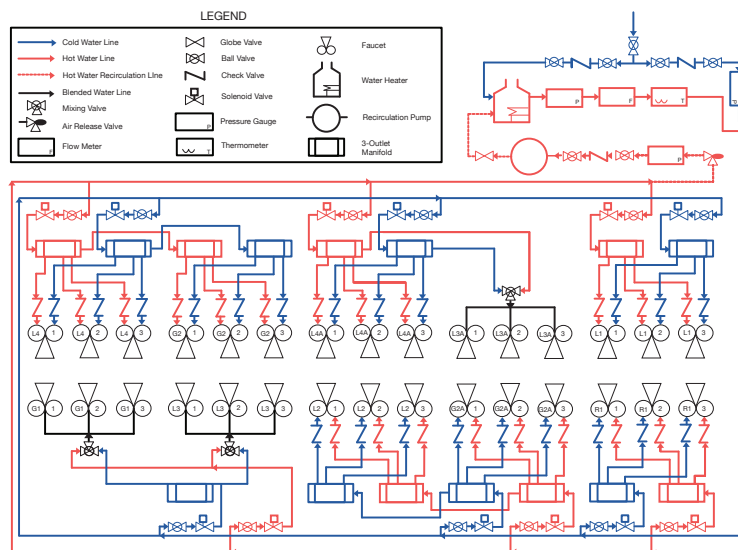 LEGEND
Cold Water Line
Hot Water Line
Hot Water Recirculation LIne
Blended Water Line
Mixing Valve
Air Release Valve
F
Flow Meter
Globe Valve
Ball Valve
Check Valve
Solenoid Valve
P
Pressure Gauge
T
Thermometer
Faucet
Water Heater
Recirculation Pump
3-Outlet
Manifold
P
F
T
P
L4 1
L4 2
L4 3
G2 1
G2 2
G2 3
L4A 1
L4A 2
L4A 3
L3A 1
L3A 2
L3A 3
L1 1
L1 2
L1 3
G1 1
G1 2
G1 3
L3 1
L3 2
L3 3
L2 1
L2 2
L2 3
G2A 1
G2A 2
G2A 3
R1 1
R1 2
R1 3